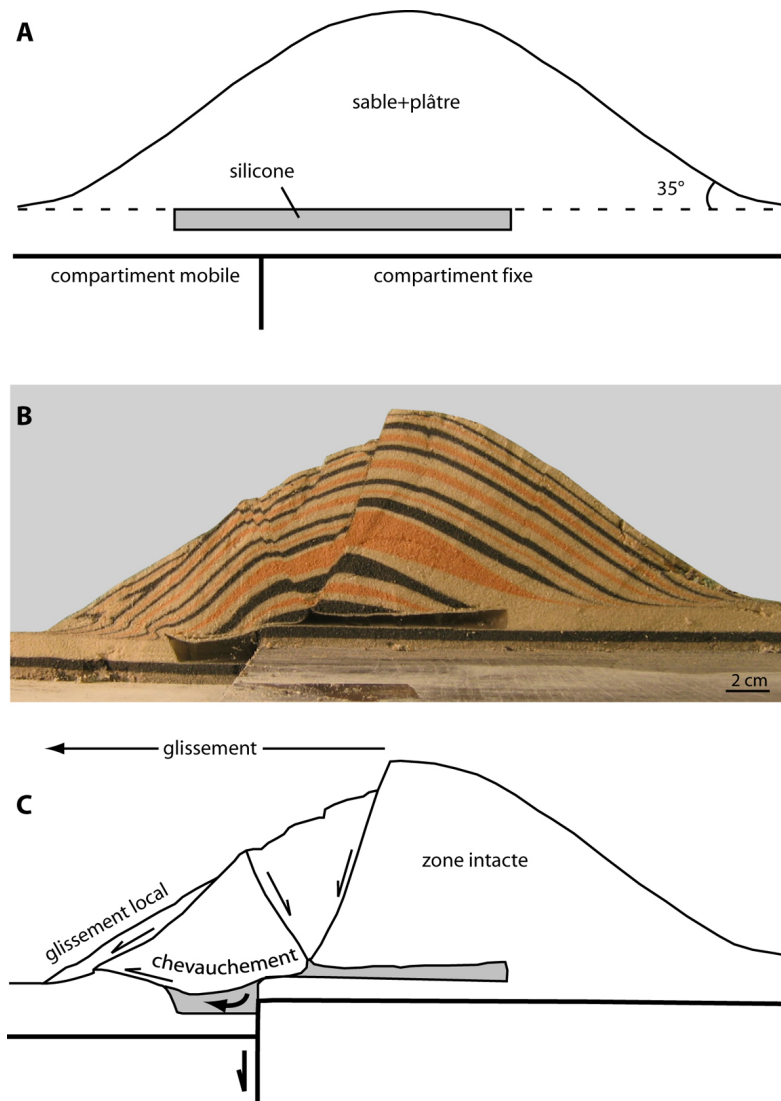 A
sable+plâtre
silicone
35°
compartiment mobile
compartiment fixe
B
2 cm
glissement
C
zone intacte
glissement local
chevauchement